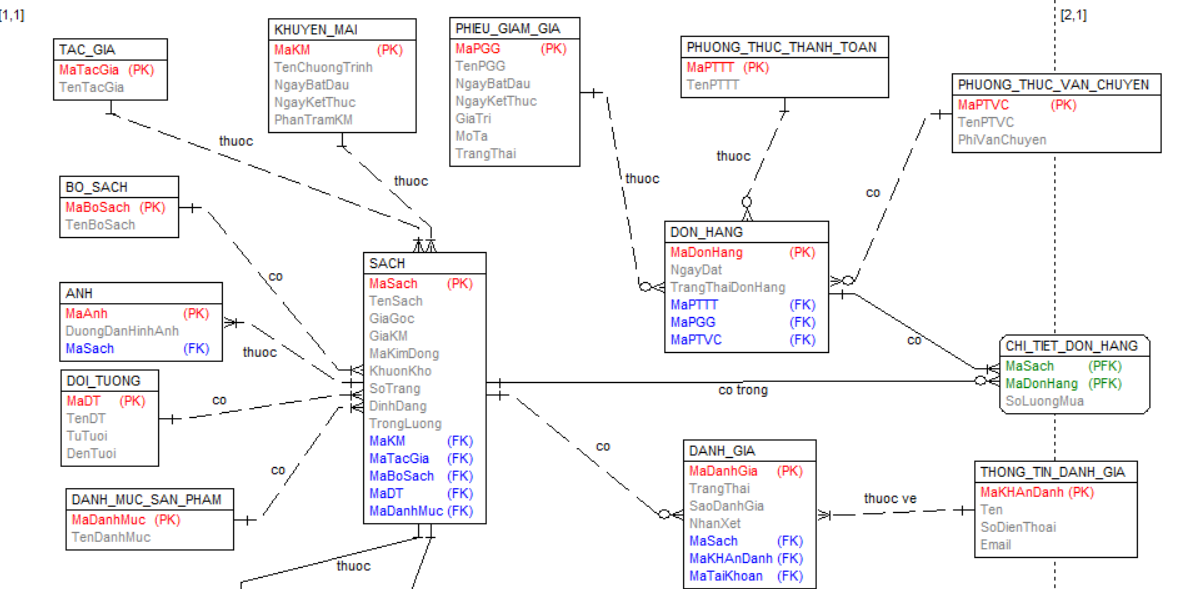 [1,1]
[2,1]
TAC_GIA
MaTacGia (PK)
TenTacGia
KHUYEN_MAI
MaKM (PK)
TenChuongTrinh
NgayBatDau
NgayKetThuc
PhanTramKM
PHIEU_GIAM_GIA
MaPGG (PK)
TenPGG
NgayBatDau
NgayKetThuc
GiaTri
MoTa
TrangThai
PHUONG_THUC_THANH_TOAN
MaPTTT (PK)
TenPTTT
PHUONG_THUC_VAN_CHUYEN
MaPTVC (PK)
TenPTVC
PhiVanChuyen
thuoc
thuoc
thuoc
thuoc
co
BO_SACH
MaBoSach (PK)
TenBoSach
co
ANH
MaAnh (PK)
DuongDanHinhAnh
MaSach (FK)
thuoc
DOI_TUONG
MaDT (PK)
TenDT
TuTuoi
DenTuoi
co
DANH_MUC_SAN_PHAM
MaDanhMuc (PK)
TenDanhMuc
co
SACH
MaSach (PK)
TenSach
GiaGoc
GiaKM
MaKimDong
KhuonKho
SoTrang
DinhDang
TrongLuong
MaKM (FK)
MaTacGia (FK)
MaBoSach (FK)
MaDT (FK)
MaDanhMuc (FK)
thuoc
DON_HANG
MaDonHang (PK)
NgayDat
TrangThaiDonHang
MaPTTT (FK)
MaPGG (FK)
MaPTVC (FK)
co
co trong
CHI_TIET_DON_HANG
MaSach (PFK)
MaDonHang (PFK)
SoLuongMua
co
DANH_GIA
MaDanhGia (PK)
TrangThai
SaoDanhGia
NhanXet
MaSach (FK)
MaKHAnDanh (FK)
MaTaiKhoan (FK)
thuoc ve
THONG_TIN_DANH_GIA
MaKHAnDanh (PK)
Ten
SoDienThoai
Email